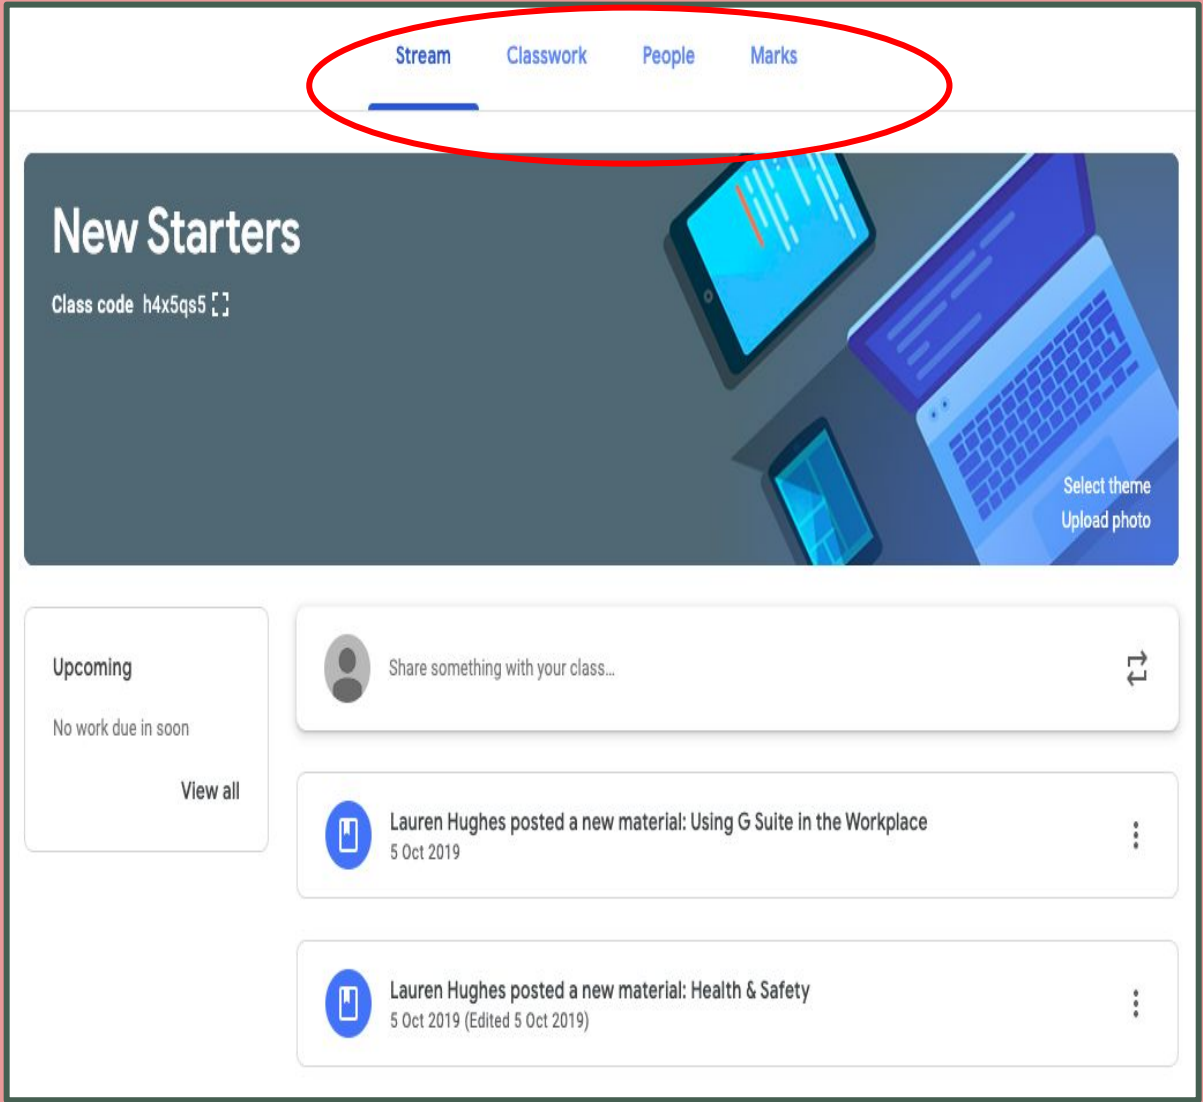 Stream Classwork People Marks
New Starters
Class code h4x5qs5
Select theme
Upload photo
Upcoming
No work due in soon
View all
Share something with your class...
Lauren Hughes posted a new material: Using G Suite in the Workplace
5 Oct 2019
Lauren Hughes posted a new material: Health & Safety
5 Oct 2019 (Edited 5 Oct 2019)